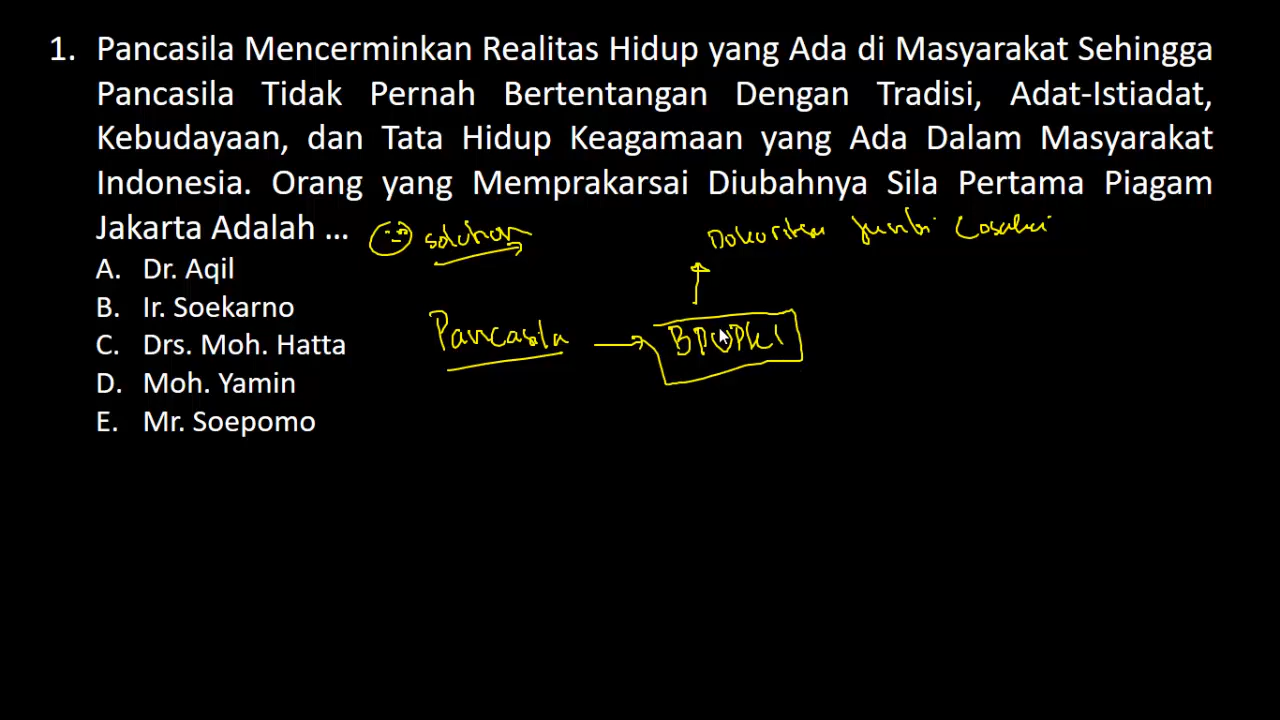 1. Pancasila Mencerminkan Realitas Hidup yang Ada di Masyarakat Sehingga
Pancasila Tidak Pernah Bertentangan Dengan Tradisi, Adat-Istiadat,
Kebudayaan, dan Tata Hidup Keagamaan yang Ada Dalam Masyarakat
Indonesia. Orang yang Memprakarsai Diubahnya Sila Pertama Piagam
Jakarta Adalah ...
A. Dr. Aqil
B. Ir. Soekarno
C. Drs. Moh. Hatta
D. Moh. Yamin
E. Mr. Soepomo
Pancasila
BPUPKI